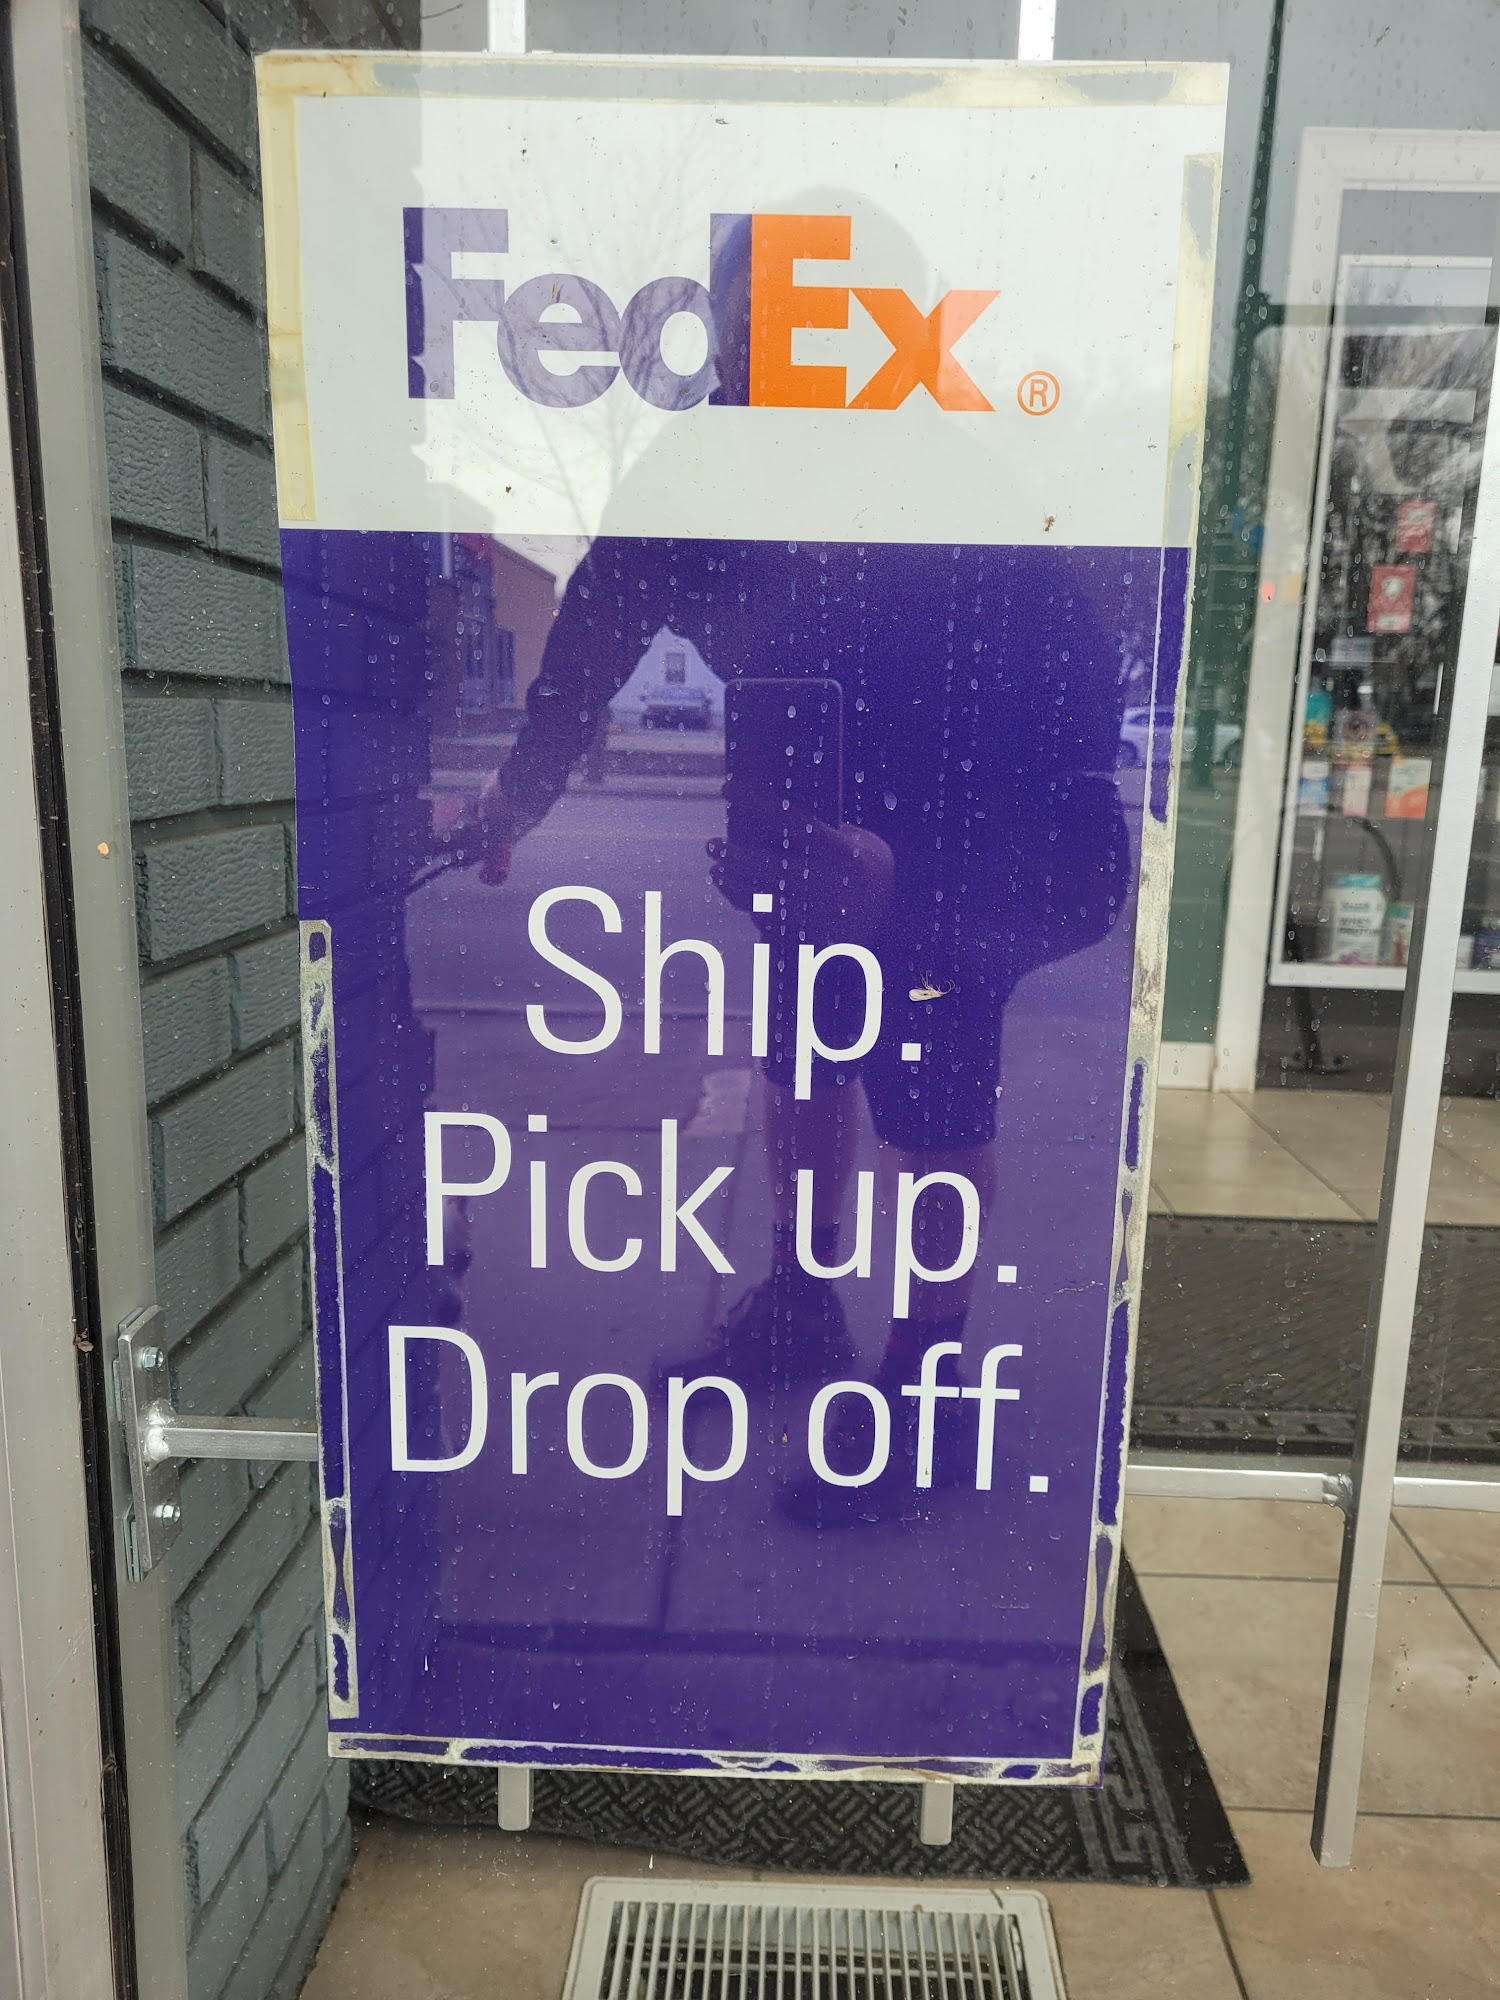 FedEx®
Ship.
Pick up.
Drop off.